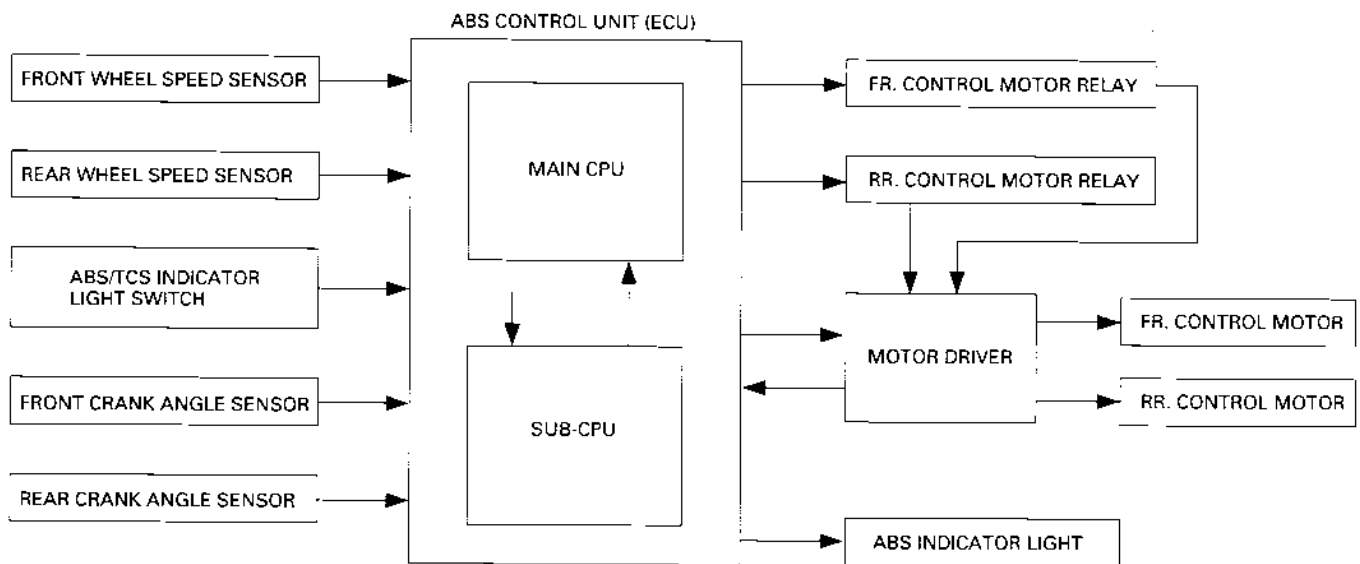 ABS CONTROL UNIT (ECU)
FRONT WHEEL SPEED SENSOR
REAR WHEEL SPEED SENSOR
ABS/TCS INDICATOR
LIGHT SWITCH
FRONT CRANK ANGLE SENSOR
REAR CRANK ANGLE SENSOR
MAIN CPU
SUB-CPU
FR. CONTROL MOTOR RELAY
RR. CONTROL MOTOR RELAY
MOTOR DRIVER
FR. CONTROL MOTOR
RR. CONTROL MOTOR
ABS INDICATOR LIGHT